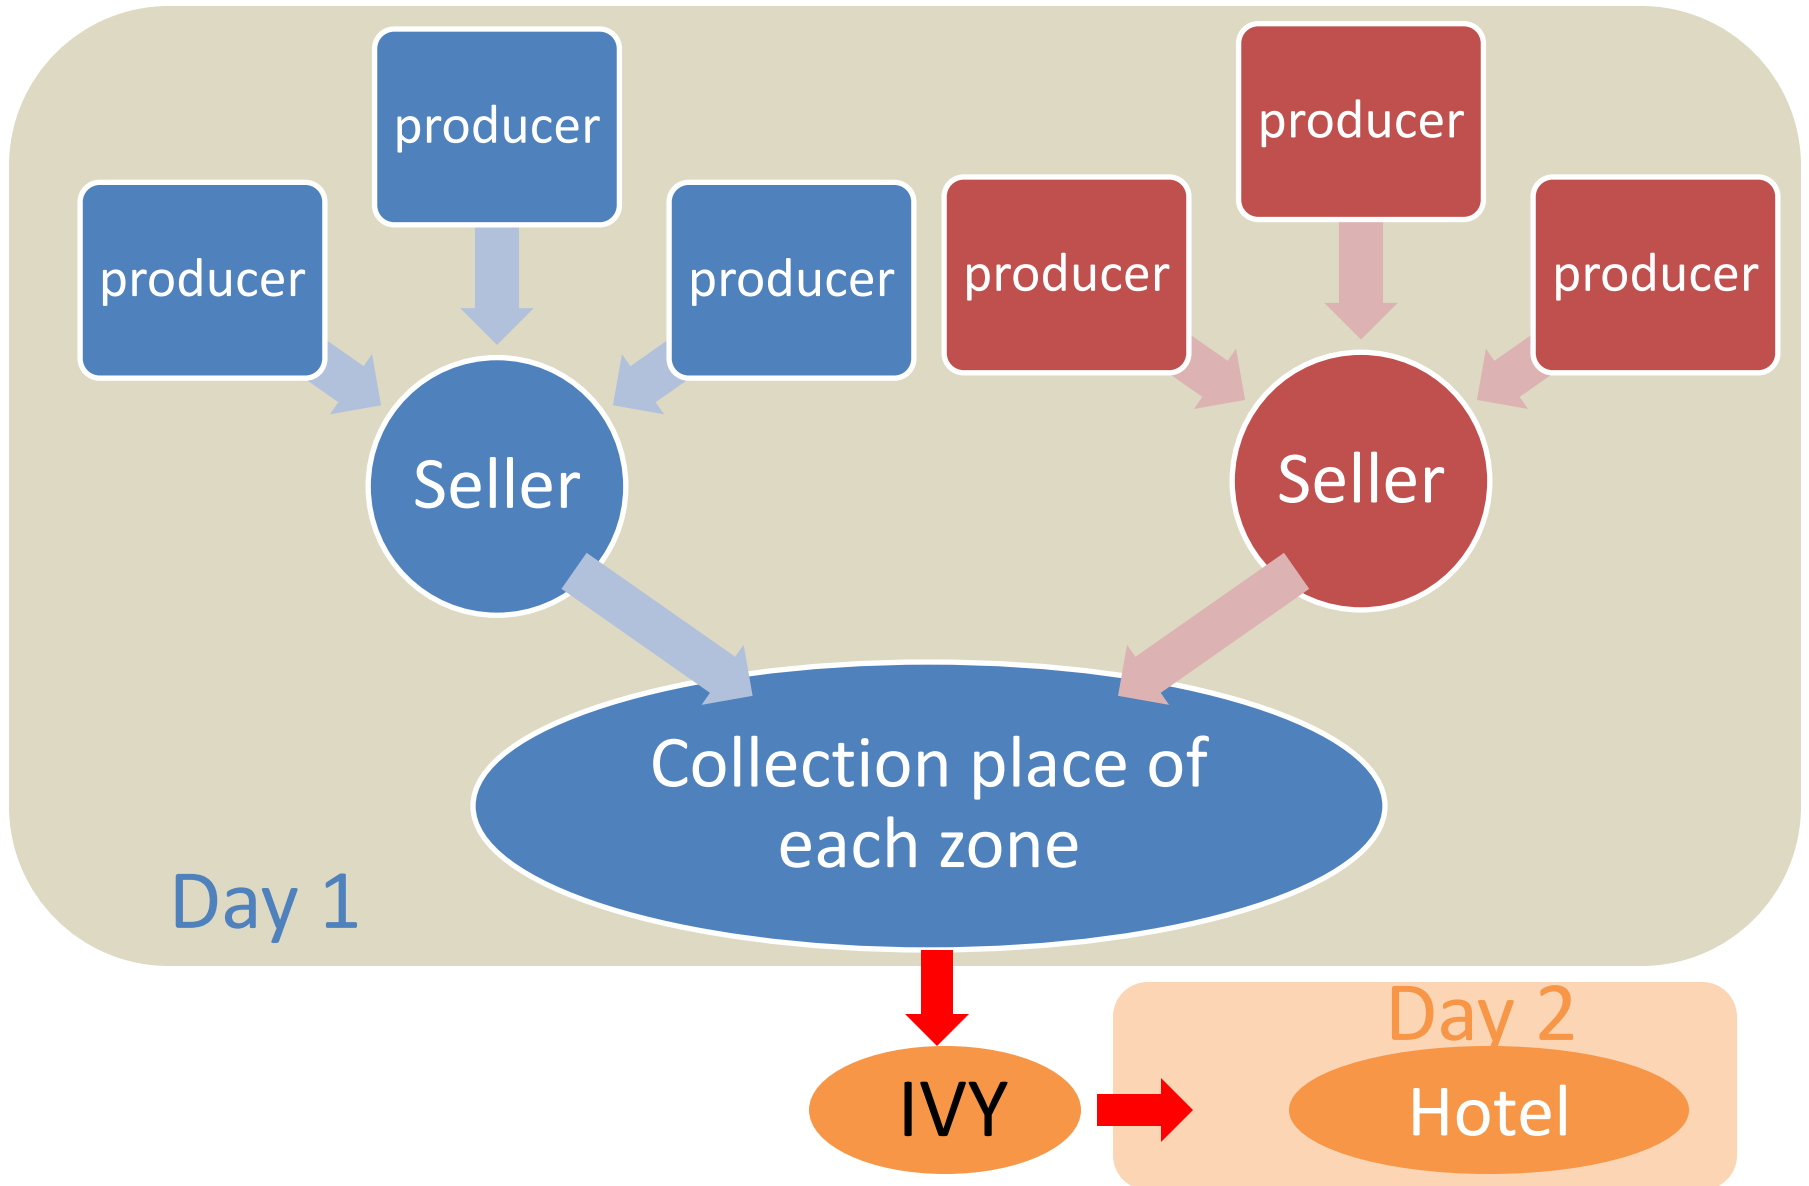 producer
producer
producer
producer
producer
producer
Seller
Seller
Collection place of
each zone
Day 1
Day 2
IVY
Hotel